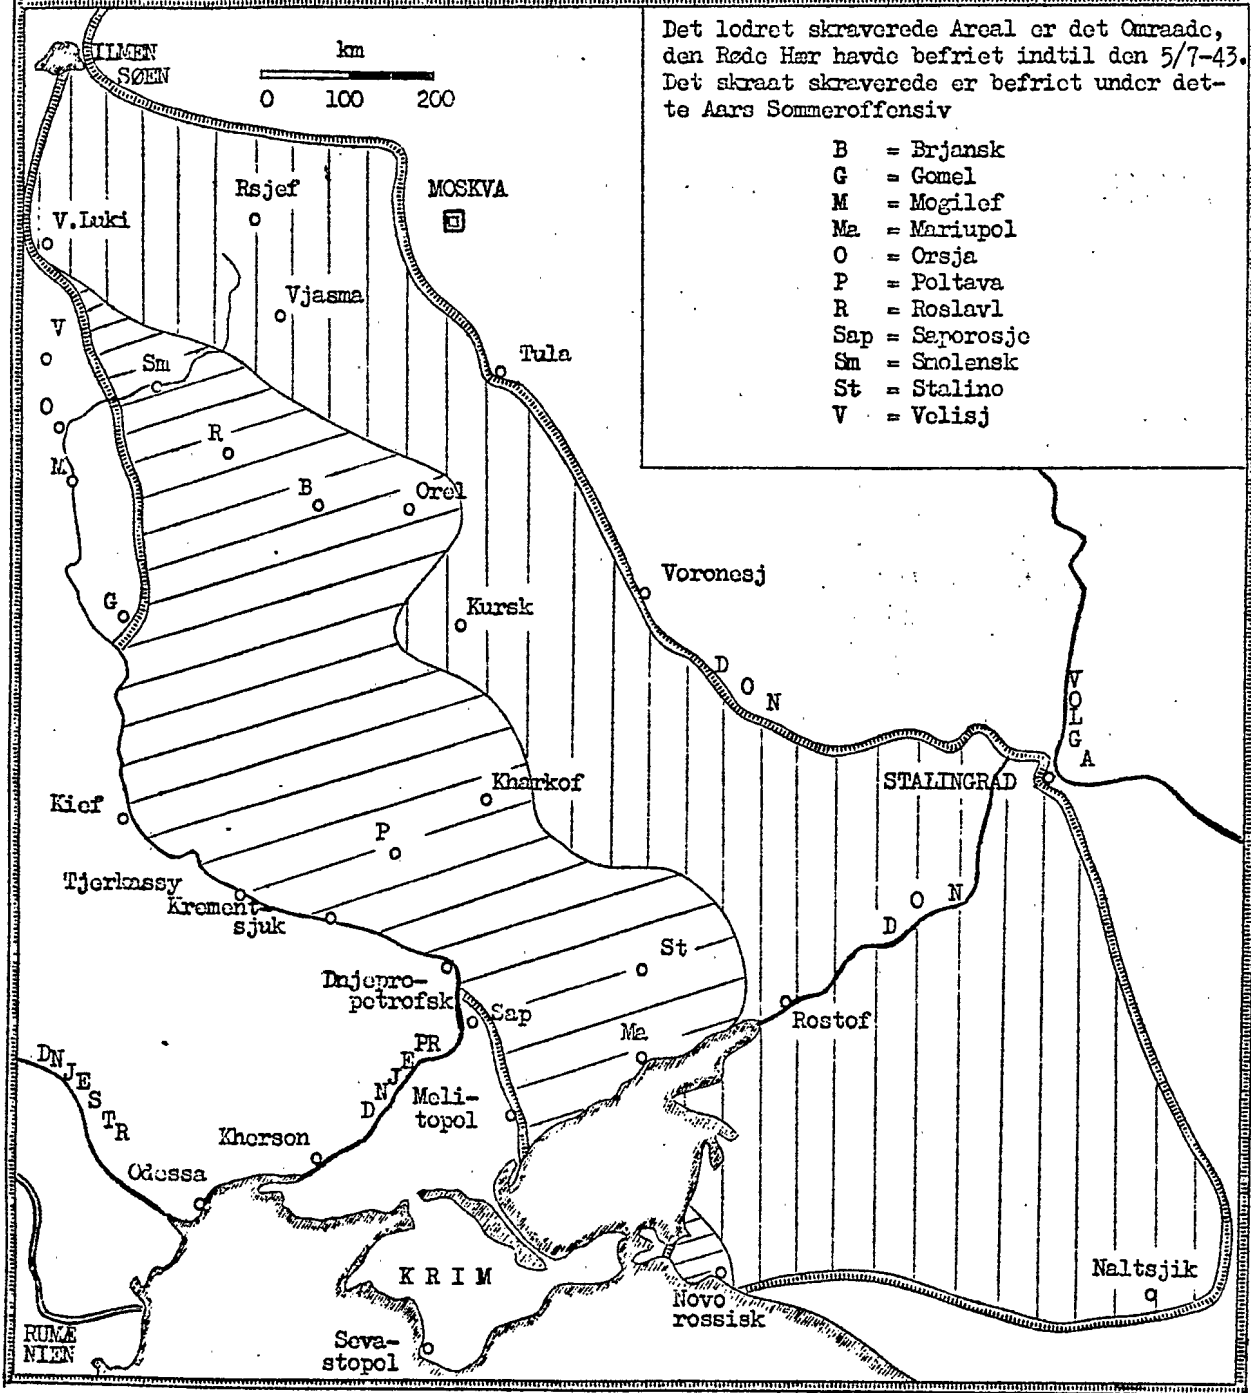 Det lodret skraverede Areal er det Omraade,
den Røde Hær havde befriet indtil den 5/7-43.
Det skraat skraverede er befriet under det-
te Aars Sommeroffensiv
B = Brjansk
G = Gomel
M = Mogilef
Ma = Mariupol
O = Orsja
P = Poltava
R = Roslavl
Sap = Saporosje
Sm = Smolensk
St = Stalino
V = Velisj
ILMEN
SØEN
km
0 100 200
Rsjef
MOSKVA
V.Luki
Vjasma
V
Tula
Sm
O
R
M
B
Orel
Voronesj
G
Kursk
DON
VOLGA
STALINGRAD
Kharkof
Kief
P
Tjerkassy
Krement-
sjuk
DON
St
Dnjepro-
petrofsk
Sap
Rostof
Ma
DNJEPR
DNJESTR
Meli-
topol
Kherson
Odessa
KRIM
Naltsjik
Novo
rossisk
RUMÆ
NIEN
Seva-
stopol